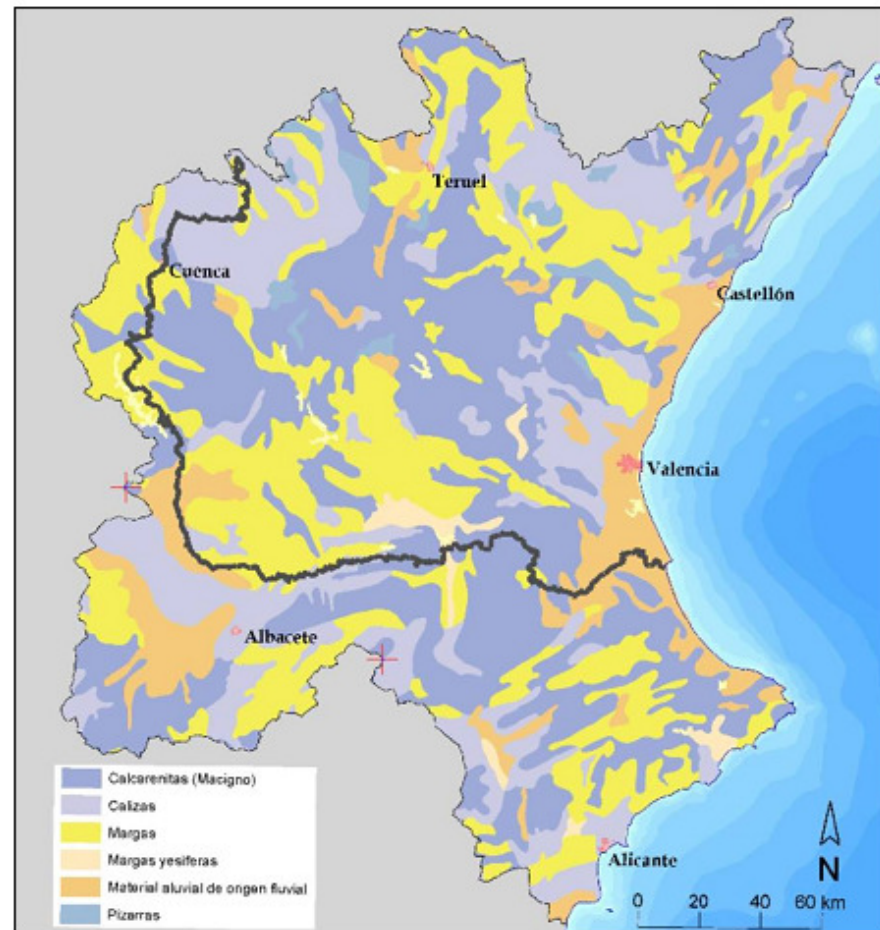 Teruel
Cuenca
Castellón
Valencia
Albacete
Calcarenitas (Macigno)
Calizas
Margas
Margas yesiferas
Material aluvial de origen fluvial
Pizarras
Alicante
N
0 20 40 60 km